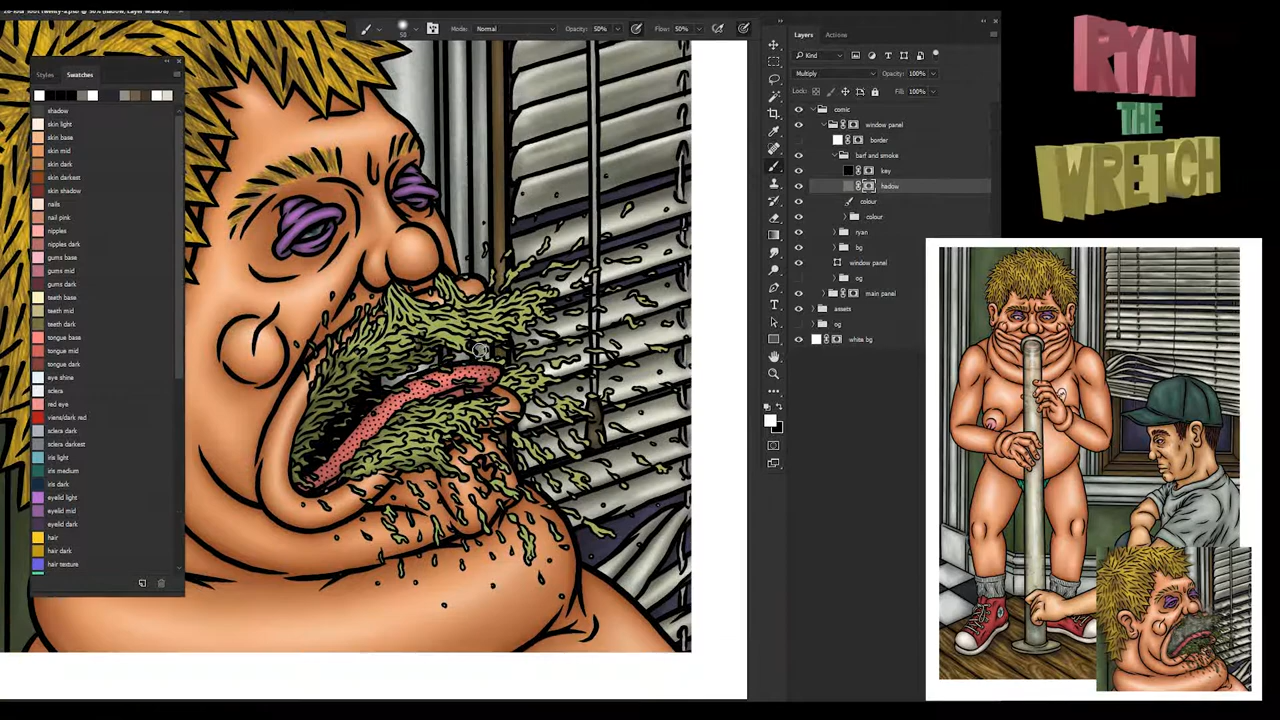 Mode: Normal Opacity: 50% Flow: 50%
50
Styles Swatches
shadow
skin light
skin base
skin mid
skin dark
skin darkest
skin shadow
nails
nail pink
nipples
nipples dark
gums base
gums mid
gums dark
teeth base
teeth mid
teeth dark
tongue base
tongue mid
tongue dark
eye shine
sclera
red eye
viens/dark red
sclera dark
sclera darkest
iris light
iris medium
iris dark
eyelid light
eyelid mid
eyelid dark
hair
hair dark
hair texture
Layers Actions
Kind
Multiply Opacity: 100%
Lock: Fill: 100%
comic
window panel
border
barf and smoke
key
hadow
colour
colour
ryan
bg
window panel
og
main panel
assets
og
white bg
RYAN
THE
WRETCH